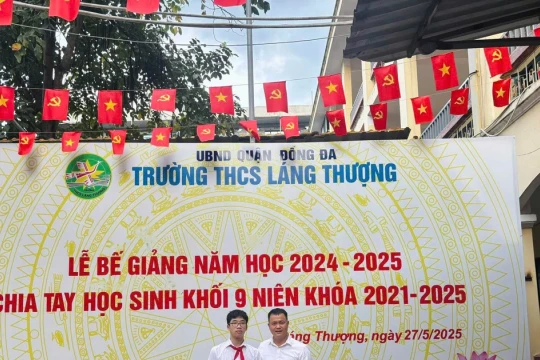 UBND QUẬN ĐỐNG ĐA
TRƯỜNG THCS LÁNG THƯỢNG
LỄ BẾ GIẢNG NĂM HỌC 2024 - 2025
CHIA TAY HỌC SINH KHỐI 9 NIÊN KHÓA 2021-2025
Thượng, ngày 27/5/2025